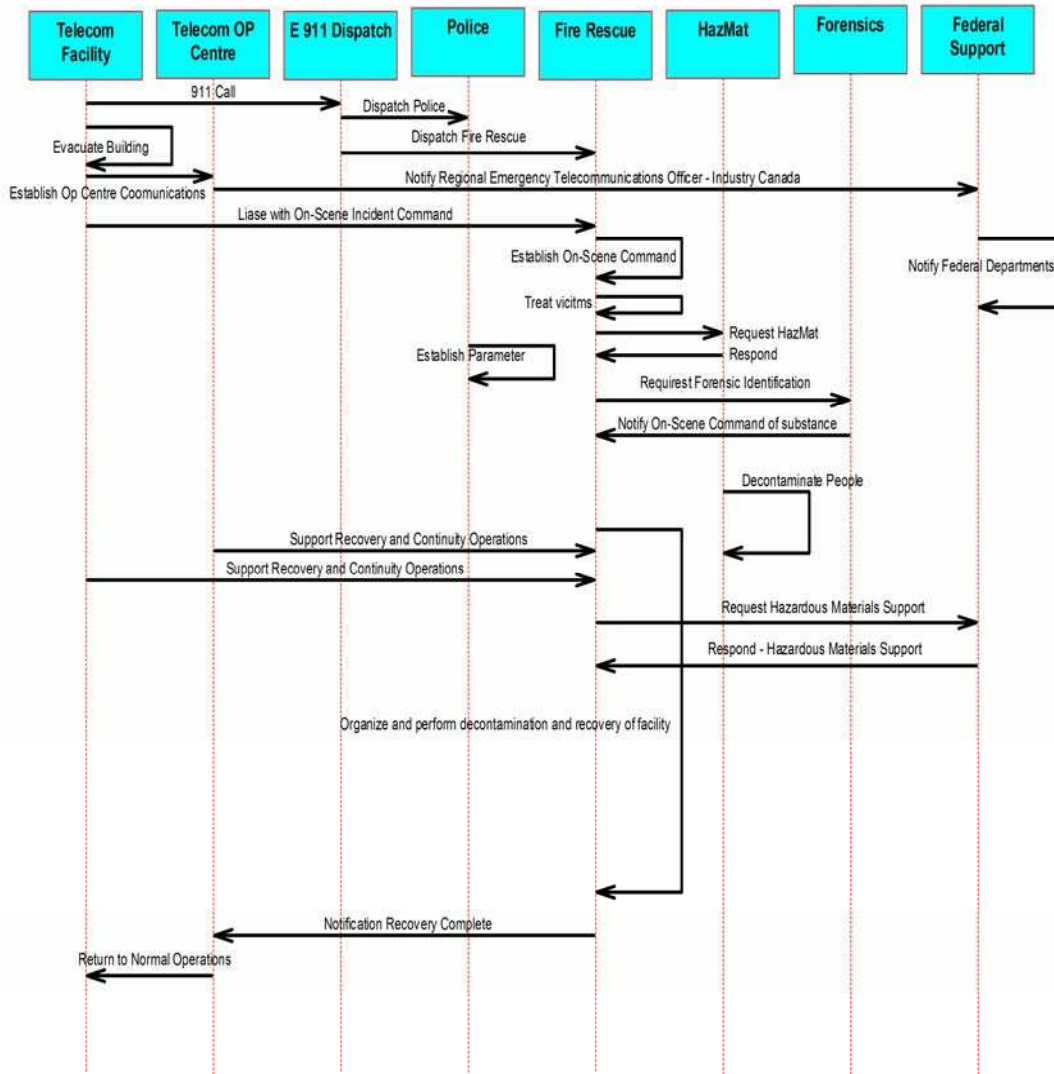 Telecom
Facility
Telecom OP
Centre
E 911 Dispatch
Police
Fire Rescue
HazMat
Forensics
Federal
Support
911 Call
Dispatch Police
Evacuate Building
Dispatch Fire Rescue
Establish Op Centre Coomunications
Notify Regional Emergency Telecommunications Officer - Industry Canada
Liase with On-Scene Incident Command
Establish On-Scene Command
Notify Federal Departments
Treat vicitms
Request HazMat
Establish Parameter
Respond
Requirest Forensic Identification
Notify On-Scene Command of substance
Decontaminate People
Support Recovery and Continuity Operations
Support Recovery and Continuity Operations
Request Hazardous Materials Support
Respond - Hazardous Materials Support
Organize and perform decontamination and recovery of facility
Notification Recovery Complete
Return to Normal Operations